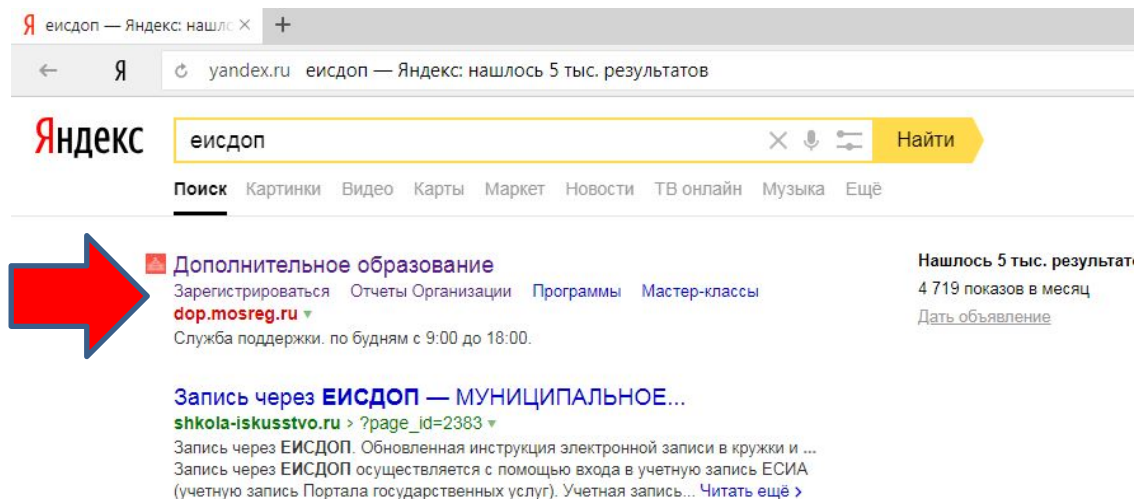 Я еисдоп — Яндекс: нашло
Я yandex.ru еисдоп — Яндекс: нашлось 5 тыс. результатов
Яндекс еисдоп Найти
Поиск Картинки Видео Карты Маркет Новости ТВ онлайн Музыка Ещё
Дополнительное образование
Зарегистрироваться Отчеты Организации Программы Мастер-классы
dop.mosreg.ru
Служба поддержки. по будням с 9:00 до 18:00.
Нашлось 5 тыс. результато
4 719 показов в месяц
Дать объявление
Запись через ЕИСДОП — МУНИЦИПАЛЬНОЕ...
shkola-iskusstvo.ru > ?page_id=2383
Запись через ЕИСДОП. Обновленная инструкция электронной записи в кружки и ...
Запись через ЕИСДОП осуществляется с помощью входа в учетную запись ЕСИА
(учетную запись Портала государственных услуг). Учетная запись... Читать ещё >